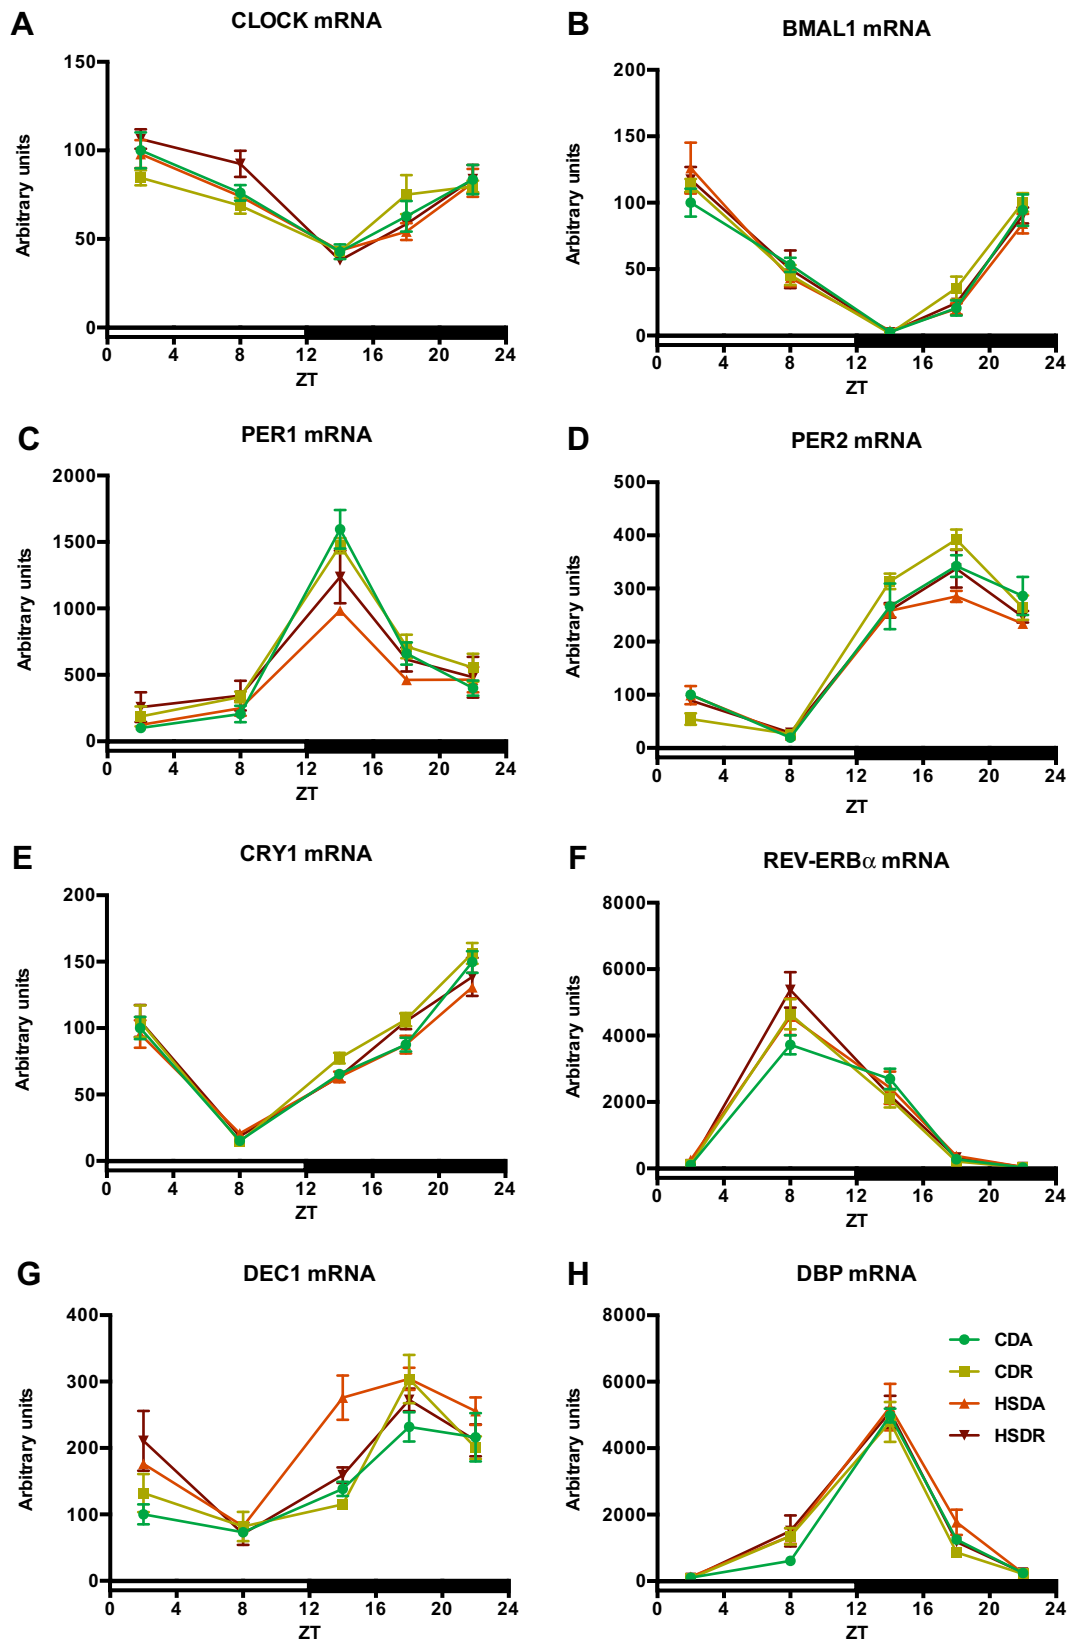 A
CLOCK mRNA
Arbitrary units
150
100
50
0
0 4 8 12 16 20 24
ZT
B
BMAL1 mRNA
Arbitrary units
200
150
100
50
0
0 4 8 12 16 20 24
ZT
C
PER1 mRNA
Arbitrary units
2000
1500
1000
500
0
0 4 8 12 16 20 24
ZT
D
PER2 mRNA
Arbitrary units
500
400
300
200
100
0
0 4 8 12 16 20 24
ZT
E
CRY1 mRNA
Arbitrary units
200
150
100
50
0
0 4 8 12 16 20 24
ZT
F
REV-ERBα mRNA
Arbitrary units
8000
6000
4000
2000
0
0 4 8 12 16 20 24
ZT
G
DEC1 mRNA
Arbitrary units
400
300
200
100
0
0 4 8 12 16 20 24
ZT
H
DBP mRNA
Arbitrary units
8000
6000
4000
2000
0
0 4 8 12 16 20 24
ZT
CDA
CDR
HSDA
HSDR